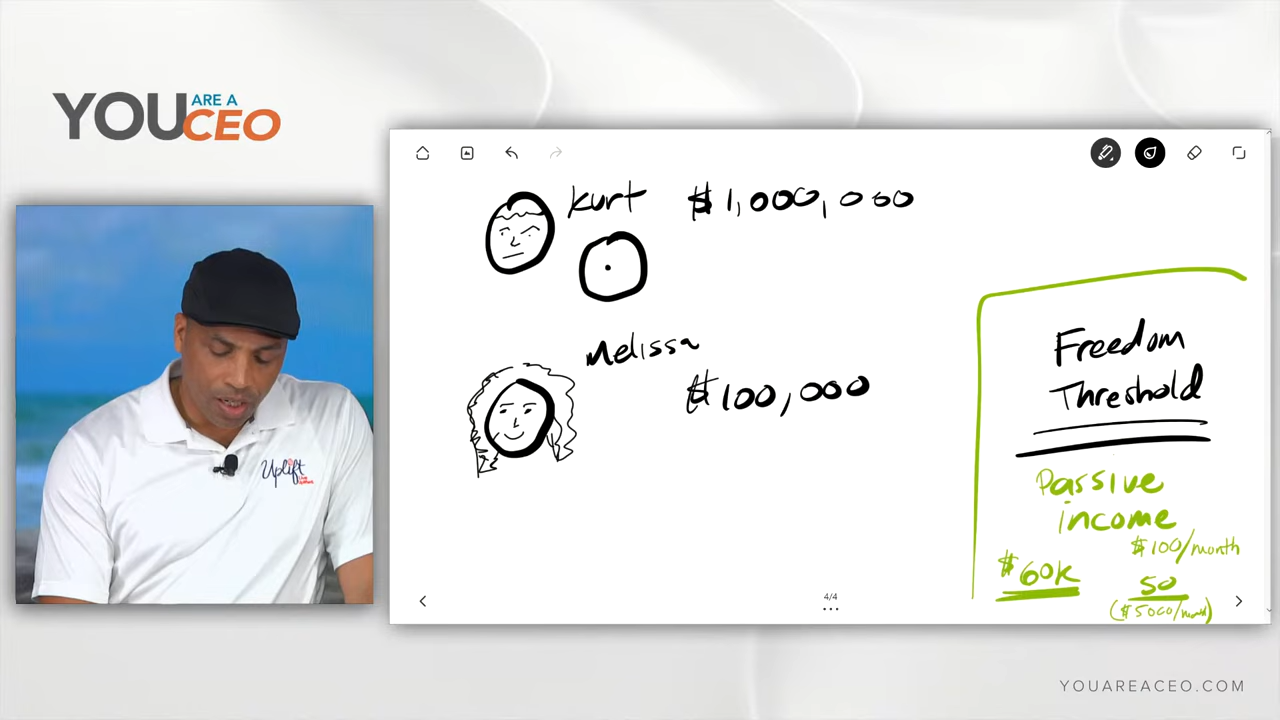 YOU ARE A CEO
Uplift
Kurt $1,000,000
Melissa
$100,000
Freedom
Threshold
Passive
income
$100/month
$60K
50
($5000/month)
4/4
YOUAREACEO.COM